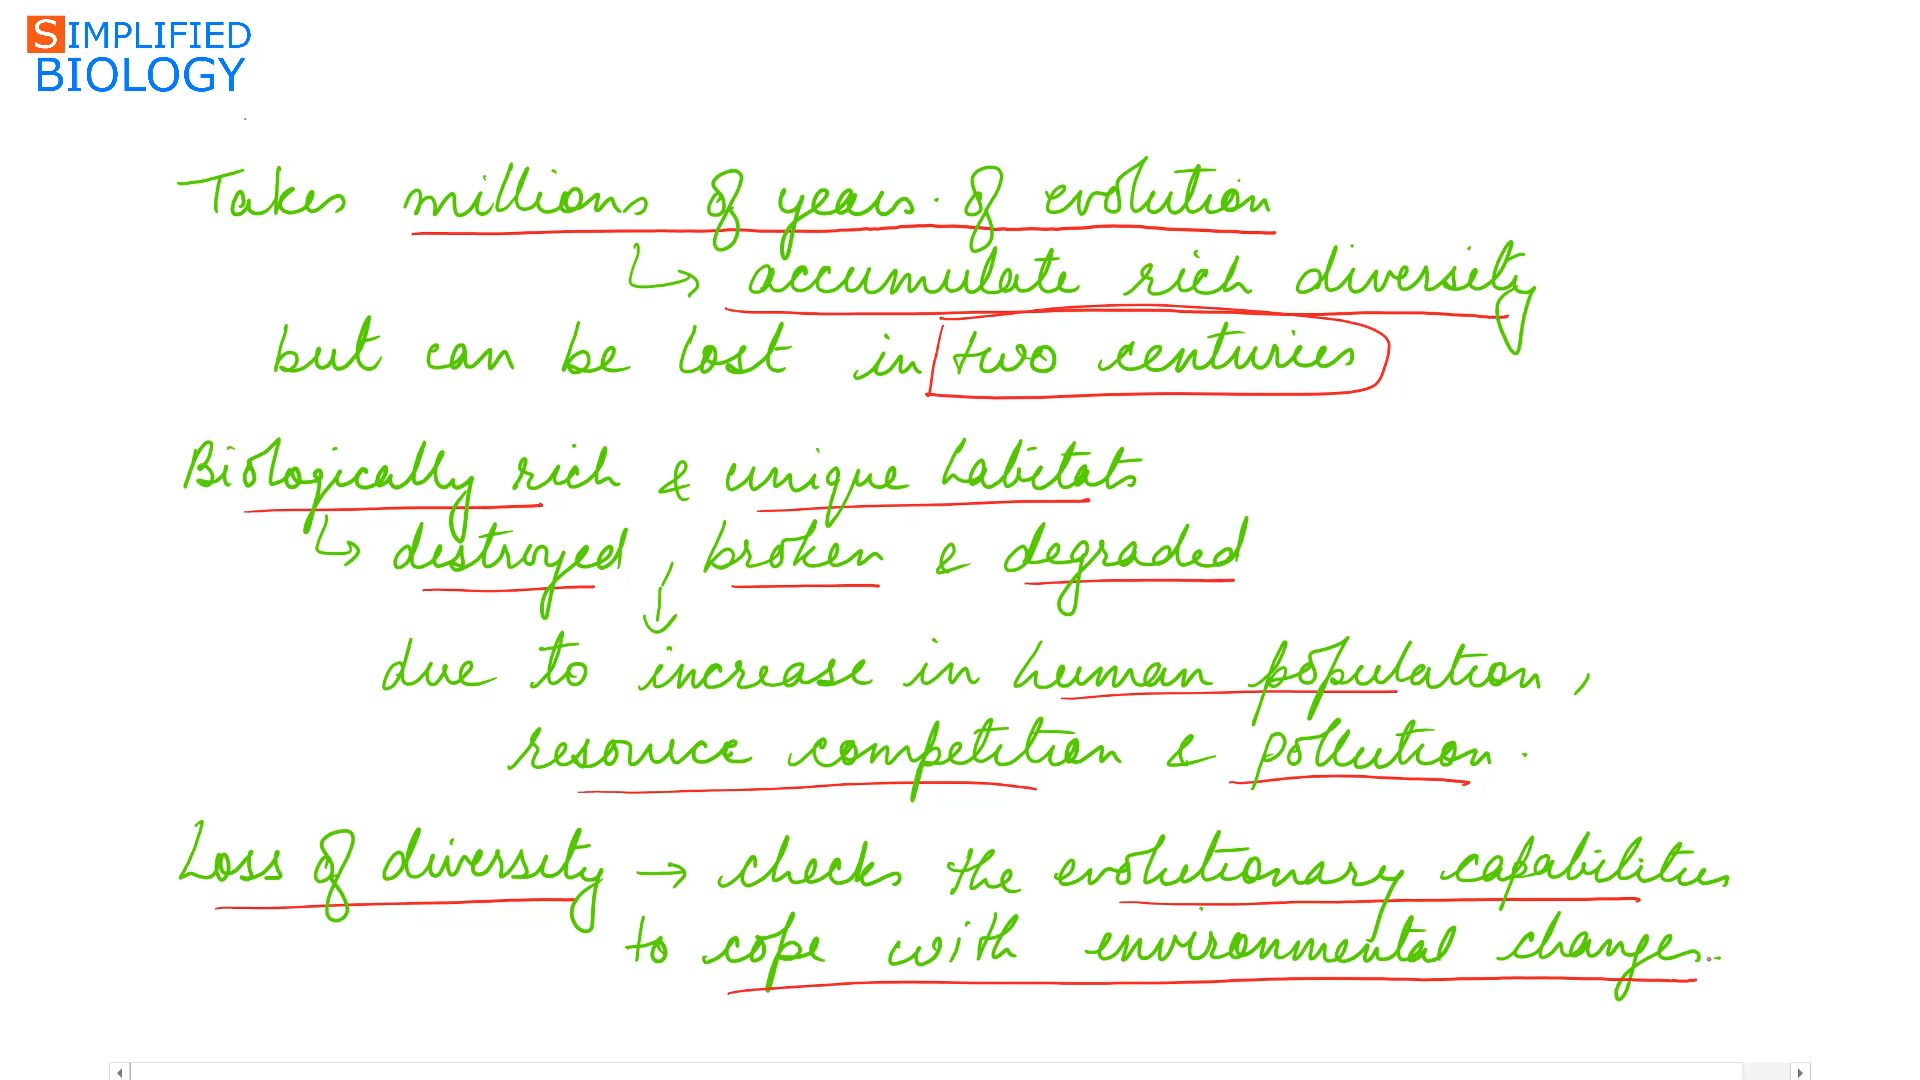 SIMPLIFIED
BIOLOGY
Takes millions of years of evolution
↳ accumulate rich diversity
but can be lost in two centuries
Biologically rich & unique habitats
↳ destroyed, broken & degraded
due to increase in human population,
resource competition & pollution.
Loss of diversity → checks the evolutionary capabilities
to cope with environmental changes.